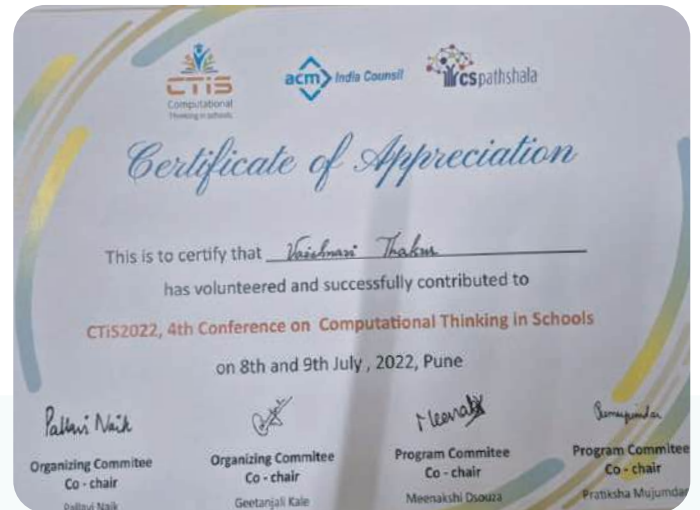 CTiS
Computational
Thinking in schools
acm India Counsil
CSpathshala
Certificate of Appreciation
This is to certify that Vaishnavi Thakur
has volunteered and successfully contributed to
CTiS2022, 4th Conference on Computational Thinking in Schools
on 8th and 9th July , 2022, Pune
Pallavi Naik
Meenakshi
Organizing Commitee
Organizing Commitee
Program Commitee
Program Commitee
Co - chair
Co - chair
Co - chair
Co - chair
Pallavi Naik
Geetanjali Kale
Meenakshi Dsouza
Pratiksha Mujumdar